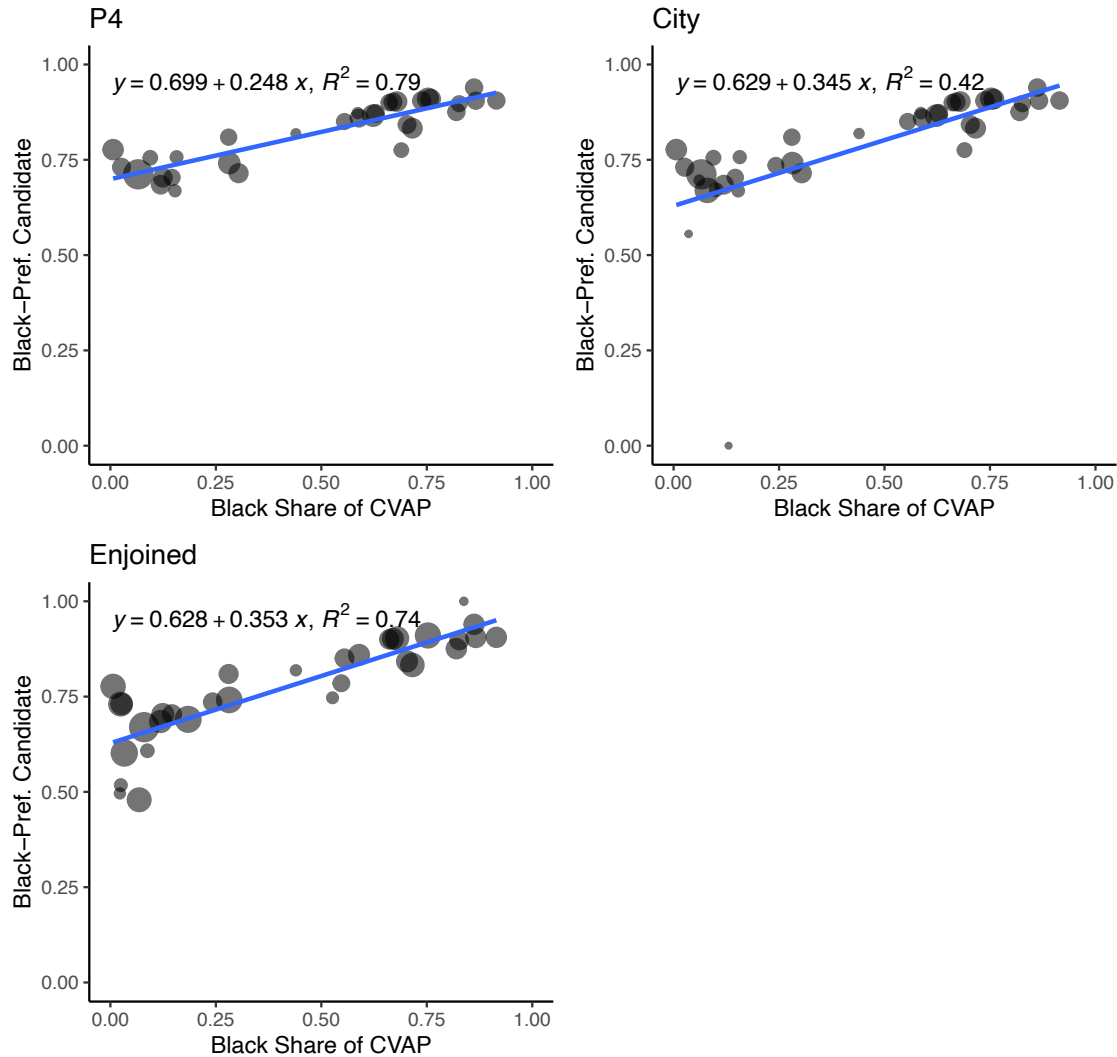 P4
y = 0.699 + 0.248 x, R² = 0.79
Black−Pref. Candidate
1.00
0.75
0.50
0.25
0.00
0.00 0.25 0.50 0.75 1.00
Black Share of CVAP
City
y = 0.629 + 0.345 x, R² = 0.42
Black−Pref. Candidate
1.00
0.75
0.50
0.25
0.00
0.00 0.25 0.50 0.75 1.00
Black Share of CVAP
Enjoined
y = 0.628 + 0.353 x, R² = 0.74
Black−Pref. Candidate
1.00
0.75
0.50
0.25
0.00
0.00 0.25 0.50 0.75 1.00
Black Share of CVAP